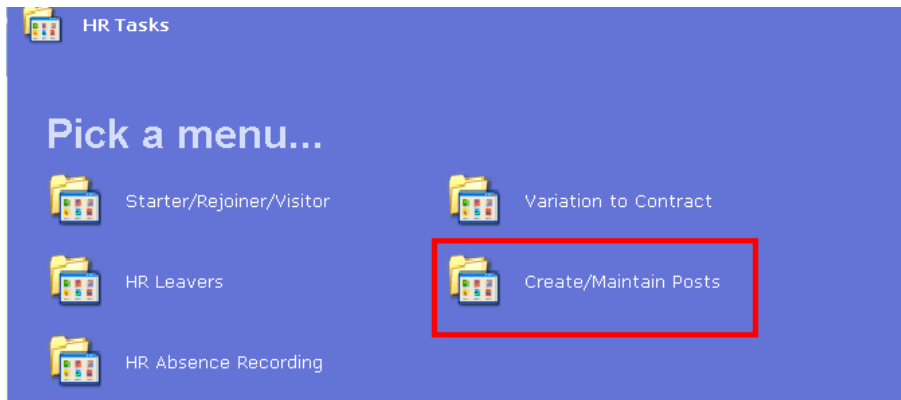 HR Tasks
Pick a menu...
Starter/Rejoiner/Visitor
Variation to Contract
HR Leavers
Create/Maintain Posts
HR Absence Recording